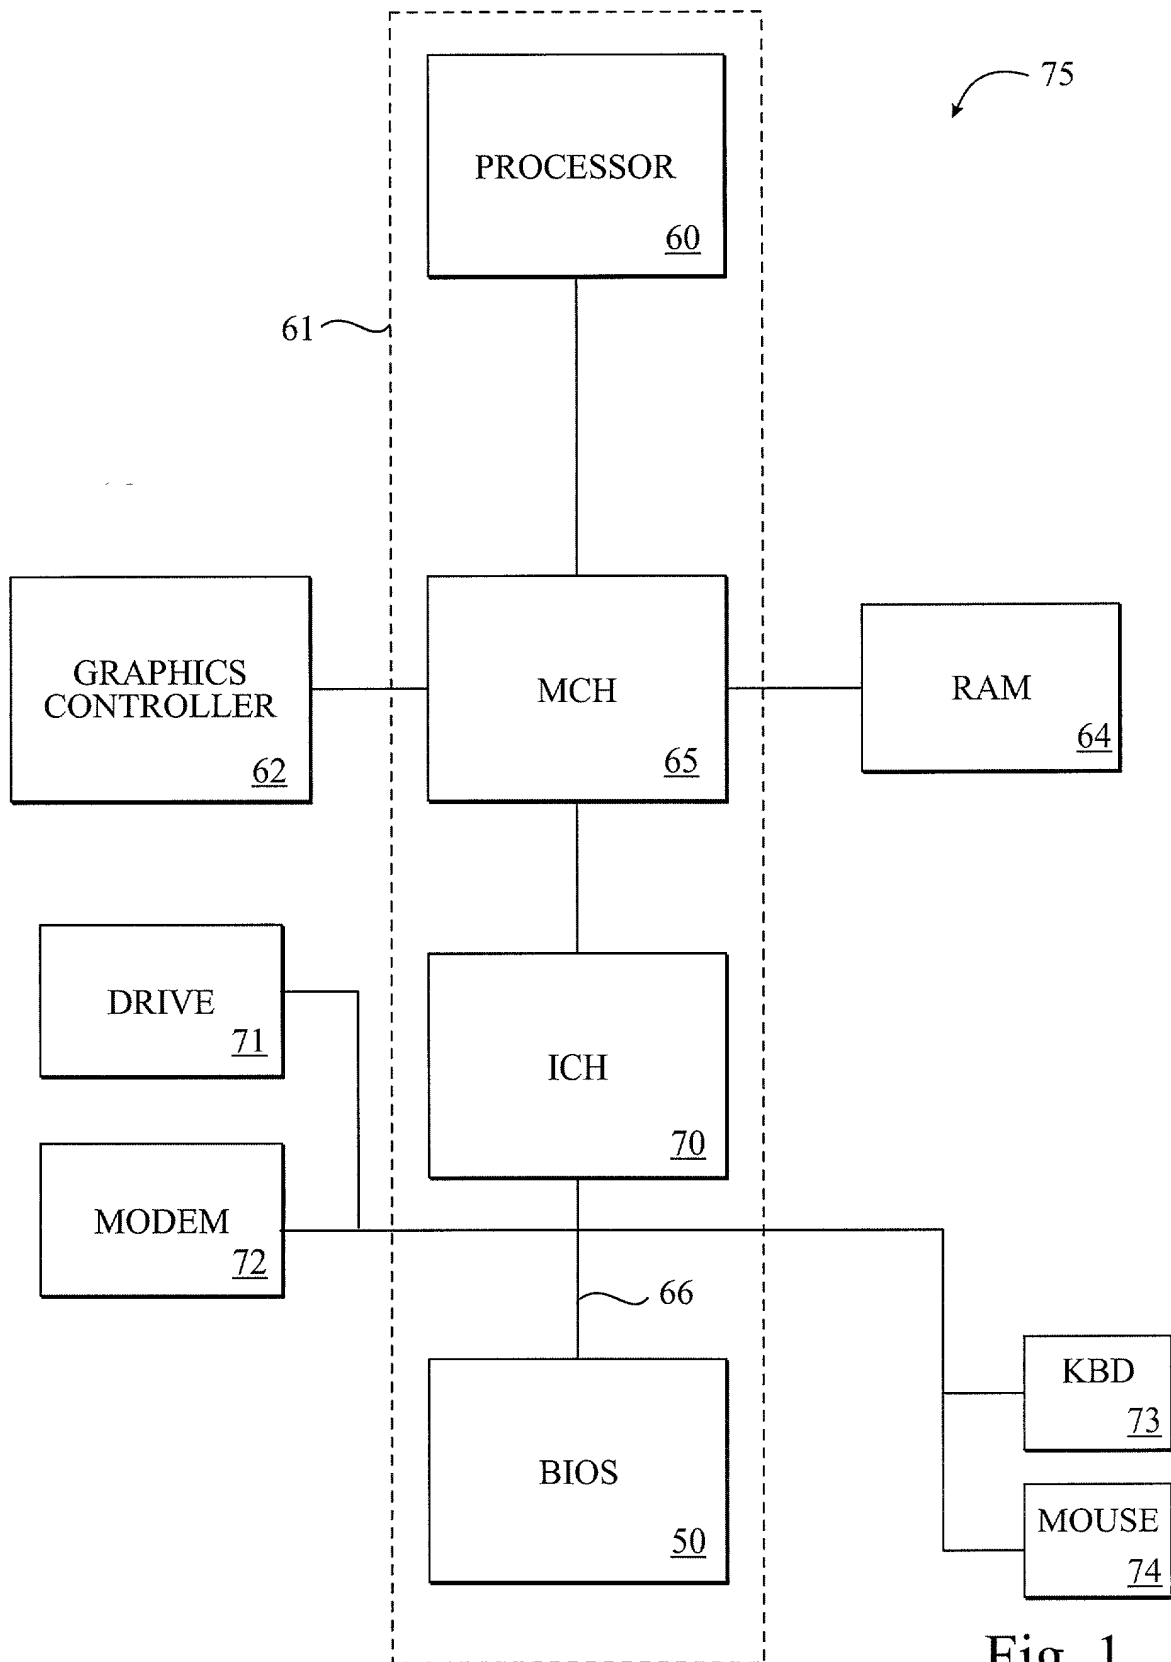 75
PROCESSOR
60
61
GRAPHICS
CONTROLLER
62
MCH
65
RAM
64
DRIVE
71
ICH
70
MODEM
72
66
KBD
73
BIOS
50
MOUSE
74
Fig. 1